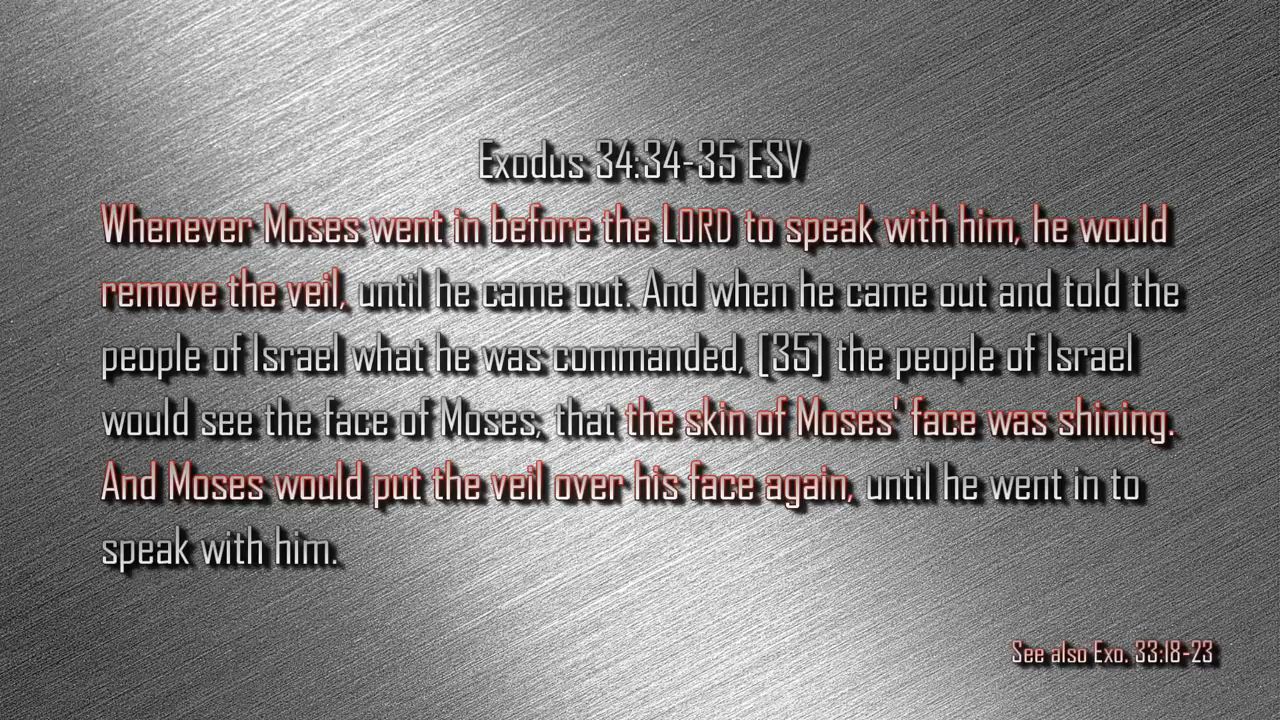 Exodus 34:34-35 ESV
Whenever Moses went in before the LORD to speak with him, he would
remove the veil, until he came out. And when he came out and told the
people of Israel what he was commanded, [35] the people of Israel
would see the face of Moses, that the skin of Moses' face was shining.
And Moses would put the veil over his face again, until he went in to
speak with him.
See also Exo. 33:18-23